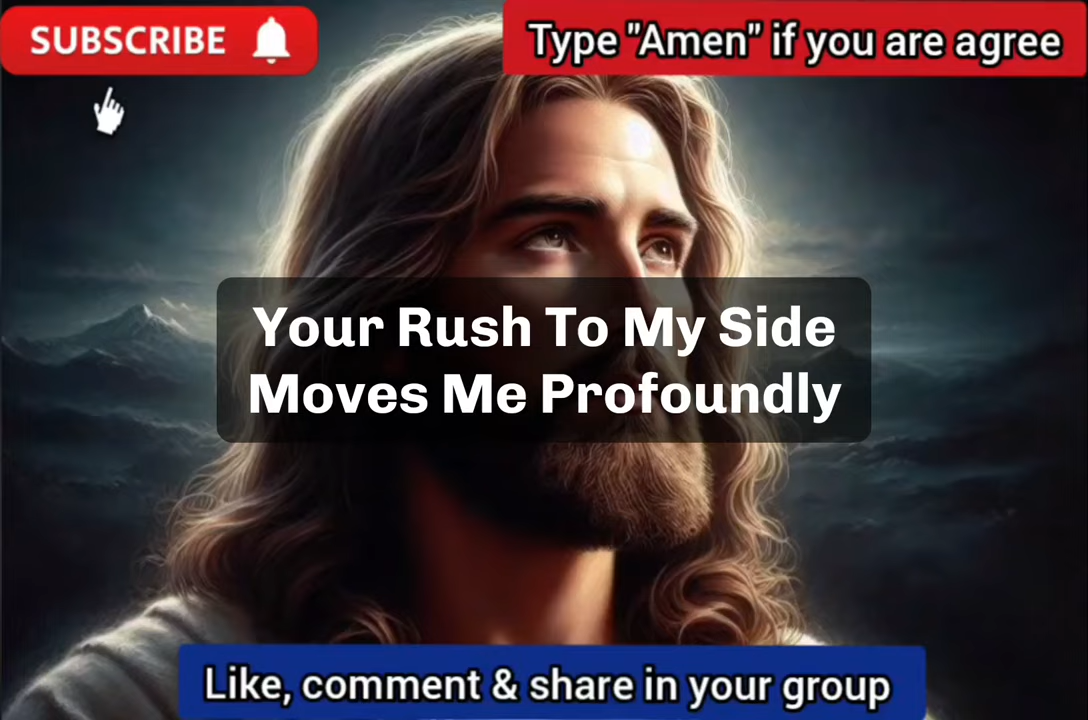 SUBSCRIBE
Type "Amen" if you are agree
Your Rush To My Side
Moves Me Profoundly
Like, comment & share in your group